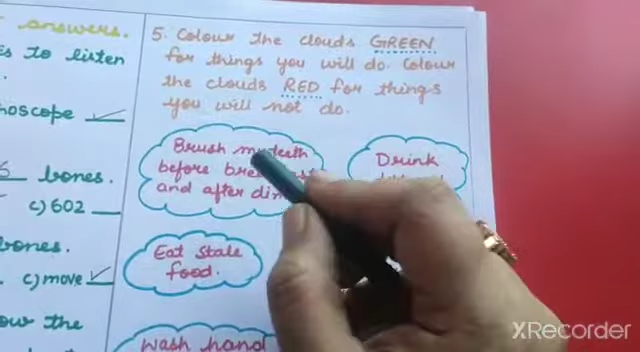 answers.
es to listen
hoscope ✓
bones.
c) 602
bones.
c) move ✓
ow the
5. Colour the clouds GREEN
for things you will do. Colour
the clouds RED for things
you will not do.
Brush my teeth
before
and after
Drink
Eat stale
food.
Wash hand
XRecorder